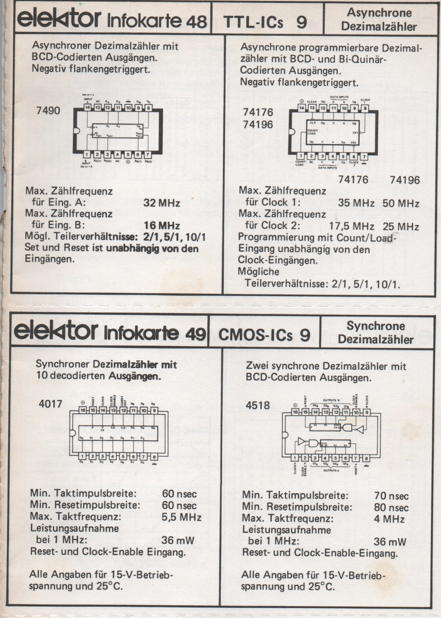 elektor Infokarte 48 TTL-ICs 9 Asynchrone
Dezimalzähler
Asynchroner Dezimalzähler mit
BCD-Codierten Ausgängen.
Negativ flankengetriggert.
7490
Max. Zählfrequenz
für Eing. A: 32 MHz
Max. Zählfrequenz
für Eing. B: 16 MHz
Mögl. Teilerverhältnisse: 2/1, 5/1, 10/1
Set und Reset ist unabhängig von den
Eingängen.
Asynchrone programmierbare Dezimal-
zähler mit BCD- und Bi-Quinär-
Codierten Ausgängen.
Negativ flankengetriggert.
74176
74196
DATA INPUTS
DATA INPUTS
74176 74196
Max. Zählfrequenz
für Clock 1: 35 MHz 50 MHz
Max. Zählfrequenz
für Clock 2: 17,5 MHz 25 MHz
Programmierung mit Count/Load-
Eingang unabhängig von den
Clock-Eingängen.
Mögliche
Teilerverhältnisse: 2/1, 5/1, 10/1.
elektor Infokarte 49 CMOS-ICs 9 Synchrone
Dezimalzähler
Synchroner Dezimalzähler mit
10 decodierten Ausgängen.
4017
Min. Taktimpulsbreite: 60 nsec
Min. Resetimpulsbreite: 60 nsec
Max. Taktfrequenz: 5,5 MHz
Leistungsaufnahme
bei 1 MHz: 36 mW
Reset- und Clock-Enable Eingang.
Alle Angaben für 15-V-Betrieb-
spannung und 25°C.
Zwei synchrone Dezimalzähler mit
BCD-Codierten Ausgängen.
4518
Min. Taktimpulsbreite: 70 nsec
Min. Resetimpulsbreite: 80 nsec
Max. Taktfrequenz: 4 MHz
Leistungsaufnahme
bei 1 MHz: 36 mW
Reset- und Clock-Enable-Eingang.
Alle Angaben für 15-V-Betrieb-
spannung und 25°C.